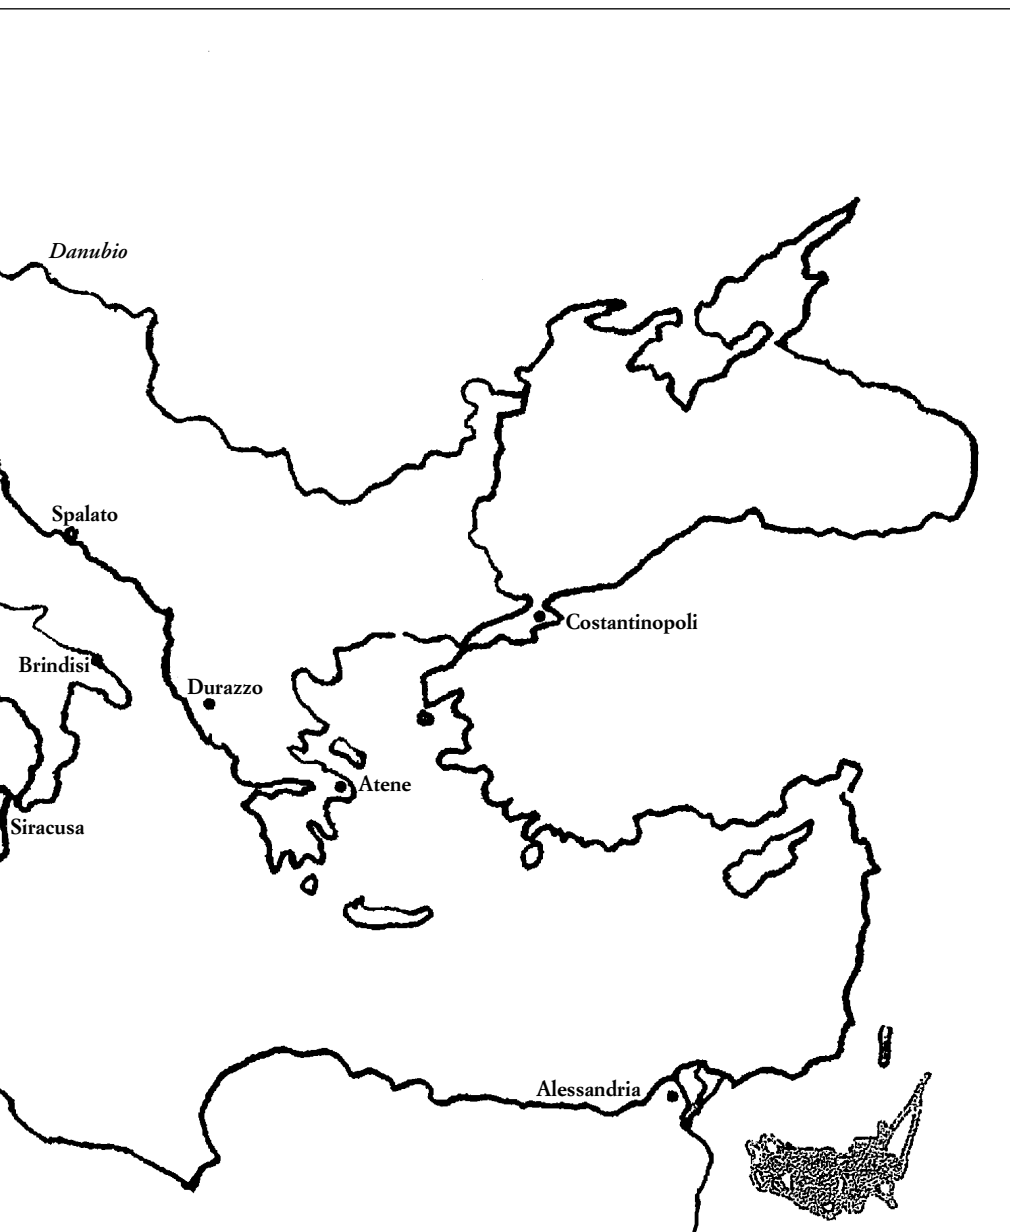 Danubio
Spalato
Costantinopoli
Brindisi
Durazzo
Atene
Siracusa
Alessandria